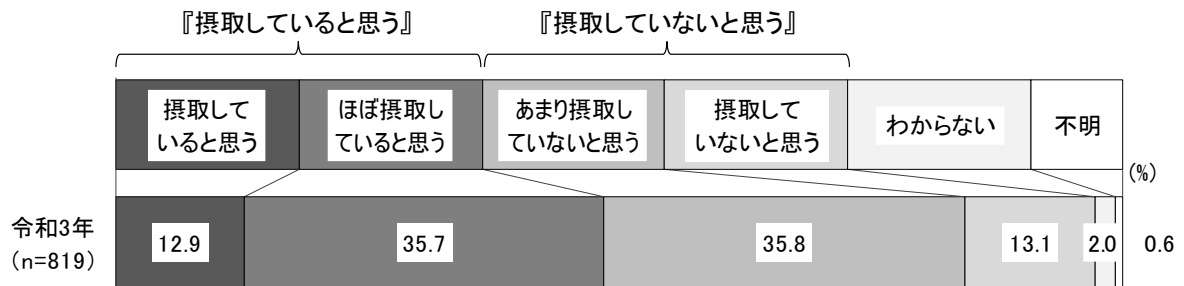 『摂取していると思う』
『摂取していないと思う』
摂取して
いると思う
ほぼ摂取し
ていると思う
あまり摂取し
ていないと思う
摂取して
いないと思う
わからない
不明
(%)
令和3年
(n=819)
12.9
35.7
35.8
13.1
2.0
0.6